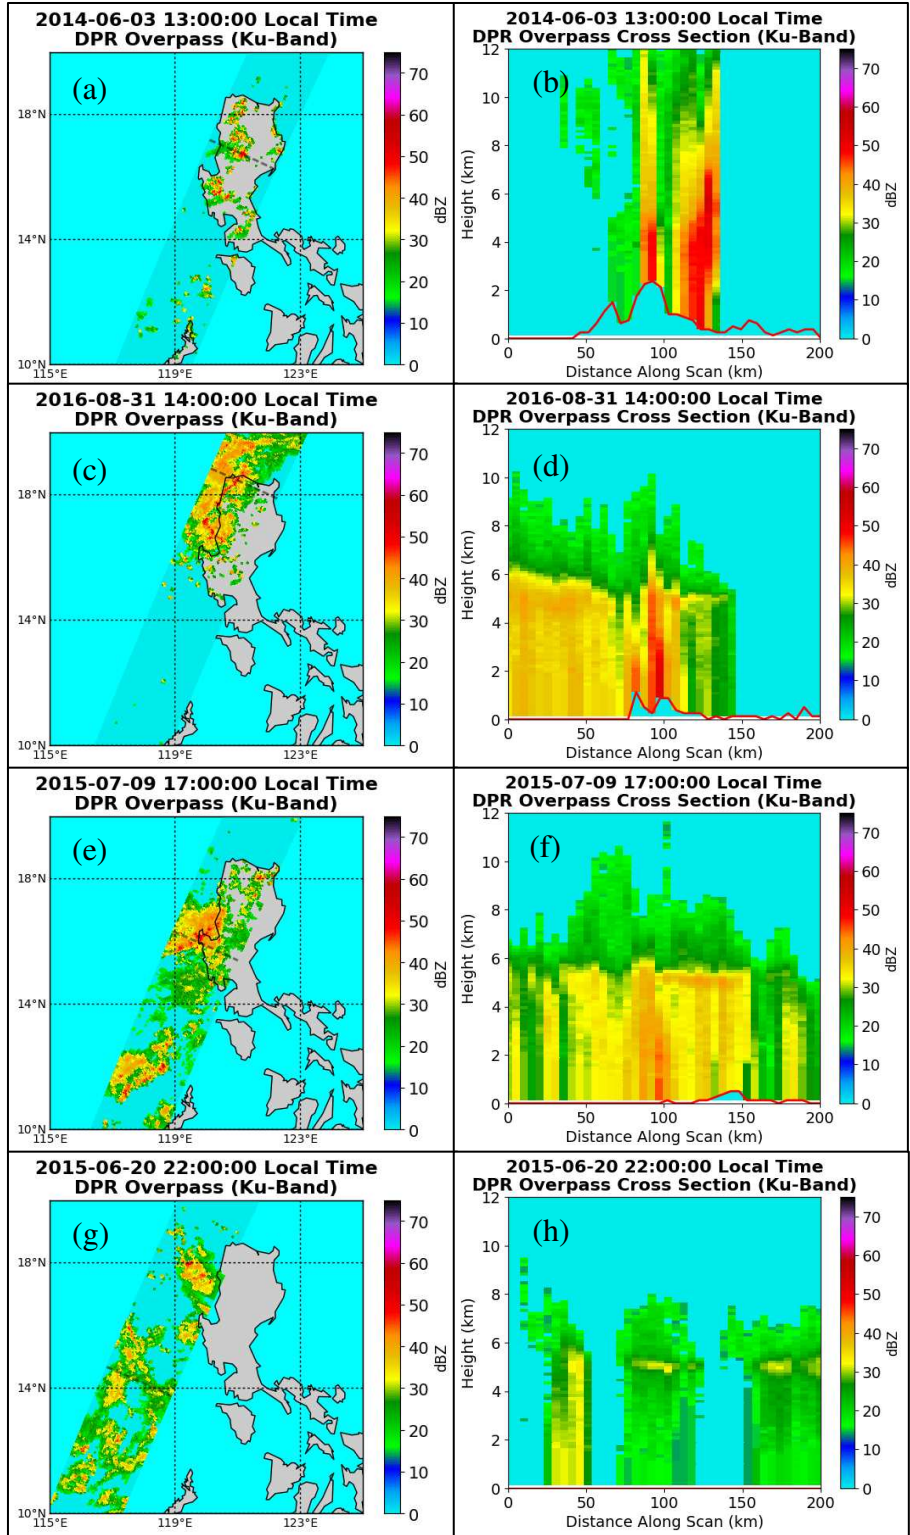 2014-06-03 13:00:00 Local Time
DPR Overpass (Ku-Band)
(a)
18°N
14°N
10°N
115°E 119°E 123°E
70
60
50
40
30
20
10
0
dBZ
2014-06-03 13:00:00 Local Time
DPR Overpass Cross Section (Ku-Band)
(b)
12
10
8
6
4
2
0
Height (km)
0 50 100 150 200
Distance Along Scan (km)
70
60
50
40
30
20
10
0
dBZ
2016-08-31 14:00:00 Local Time
DPR Overpass (Ku-Band)
(c)
18°N
14°N
10°N
115°E 119°E 123°E
70
60
50
40
30
20
10
0
dBZ
2016-08-31 14:00:00 Local Time
DPR Overpass Cross Section (Ku-Band)
(d)
12
10
8
6
4
2
0
Height (km)
0 50 100 150 200
Distance Along Scan (km)
70
60
50
40
30
20
10
0
dBZ
2015-07-09 17:00:00 Local Time
DPR Overpass (Ku-Band)
(e)
18°N
14°N
10°N
115°E 119°E 123°E
70
60
50
40
30
20
10
0
dBZ
2015-07-09 17:00:00 Local Time
DPR Overpass Cross Section (Ku-Band)
(f)
12
10
8
6
4
2
0
Height (km)
0 50 100 150 200
Distance Along Scan (km)
70
60
50
40
30
20
10
0
dBZ
2015-06-20 22:00:00 Local Time
DPR Overpass (Ku-Band)
(g)
18°N
14°N
10°N
115°E 119°E 123°E
70
60
50
40
30
20
10
0
dBZ
2015-06-20 22:00:00 Local Time
DPR Overpass Cross Section (Ku-Band)
(h)
12
10
8
6
4
2
0
Height (km)
0 50 100 150 200
Distance Along Scan (km)
70
60
50
40
30
20
10
0
dBZ